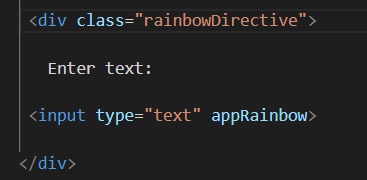 <div class="rainbowDirective">
Enter text:
<input type="text" appRainbow>
</div>